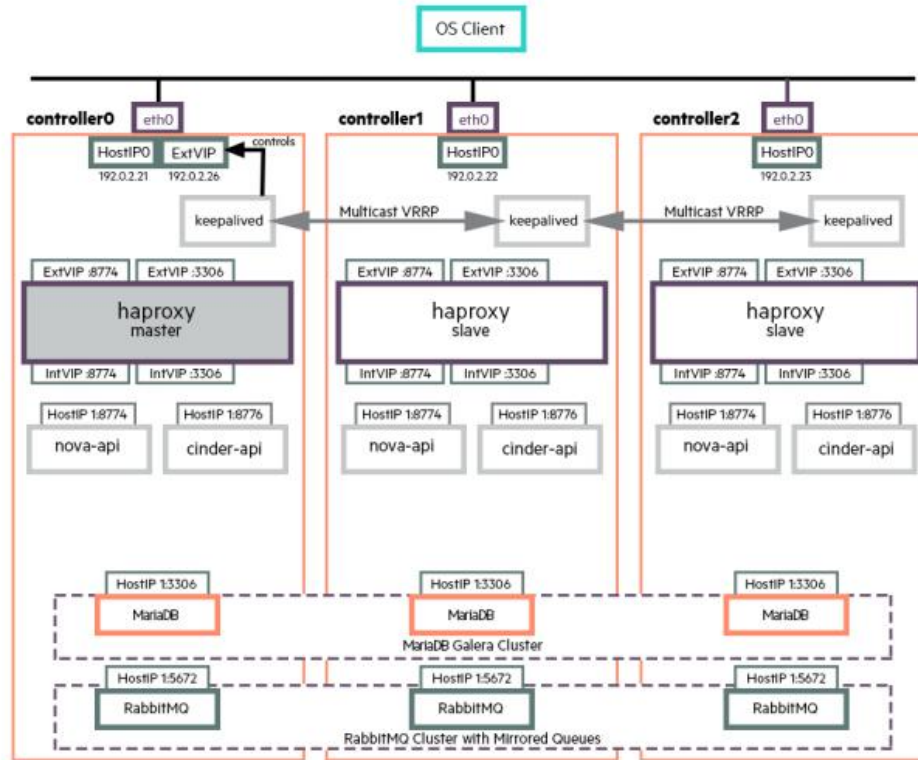 OS Client
controller0
eth0
controller1
eth0
controller2
eth0
HostIP0
ExtVIP
controls
HostIP0
HostIP0
192.0.2.21
192.0.2.26
192.0.2.22
192.0.2.23
keepalived
Multicast VRRP
keepalived
Multicast VRRP
keepalived
ExtVIP :8774
ExtVIP :3306
ExtVIP :8774
ExtVIP :3306
ExtVIP :8774
ExtVIP :3306
haproxy
master
haproxy
slave
haproxy
slave
IntVIP :8774
IntVIP :3306
IntVIP :8774
IntVIP :3306
IntVIP :8774
IntVIP :3306
HostIP 1:8774
HostIP 1:8776
HostIP 1:8774
HostIP 1:8776
HostIP 1:8774
HostIP 1:8776
nova-api
cinder-api
nova-api
cinder-api
nova-api
cinder-api
HostIP 1:3306
HostIP 1:3306
HostIP 1:3306
MariaDB
MariaDB
MariaDB
MariaDB Galera Cluster
HostIP 1:5672
HostIP 1:5672
HostIP 1:5672
RabbitMQ
RabbitMQ
RabbitMQ
RabbitMQ Cluster with Mirrored Queues